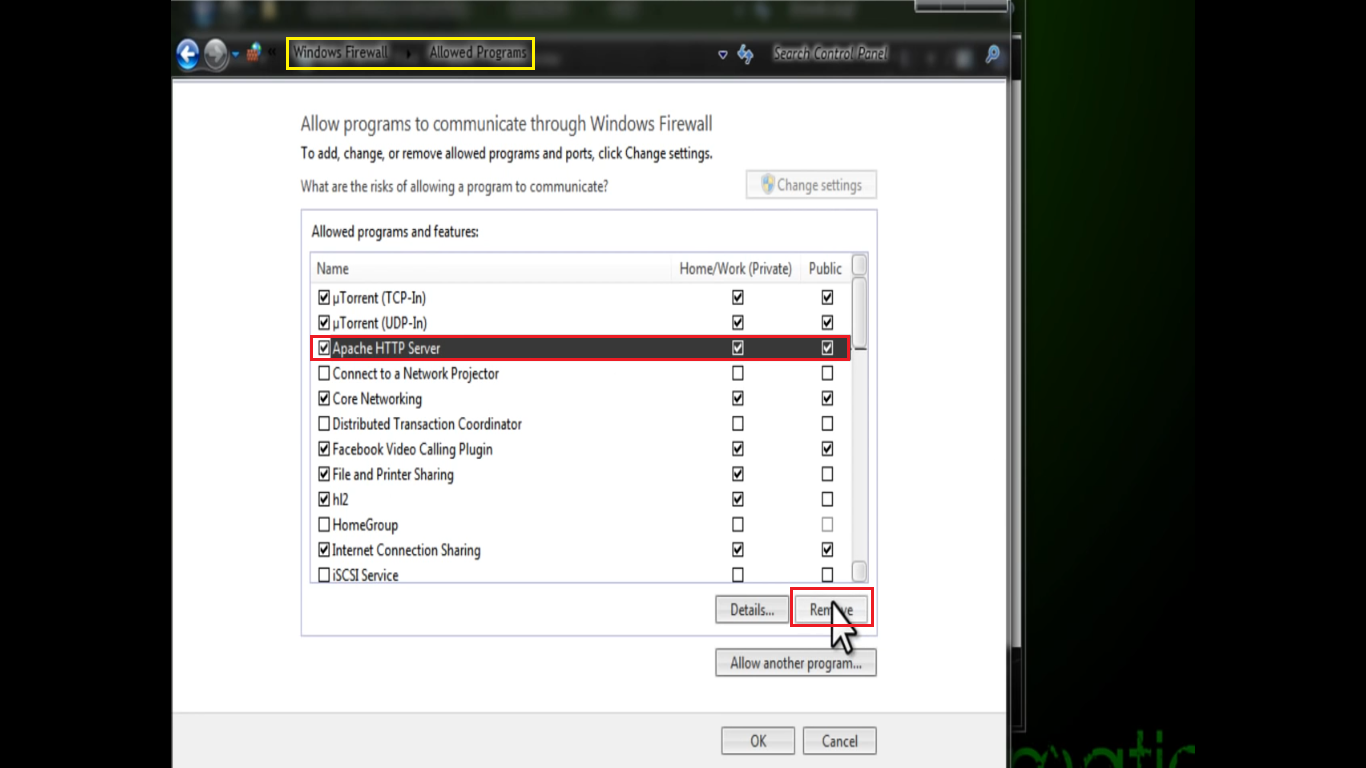 Windows Firewall Allowed Programs
Search Control Panel
Allow programs to communicate through Windows Firewall
To add, change, or remove allowed programs and ports, click Change settings.
What are the risks of allowing a program to communicate?
Change settings
Allowed programs and features:
Name Home/Work (Private) Public
µTorrent (TCP-In)
µTorrent (UDP-In)
Apache HTTP Server
Connect to a Network Projector
Core Networking
Distributed Transaction Coordinator
Facebook Video Calling Plugin
File and Printer Sharing
hl2
HomeGroup
Internet Connection Sharing
iSCSI Service
Details... Remove
Allow another program...
OK Cancel